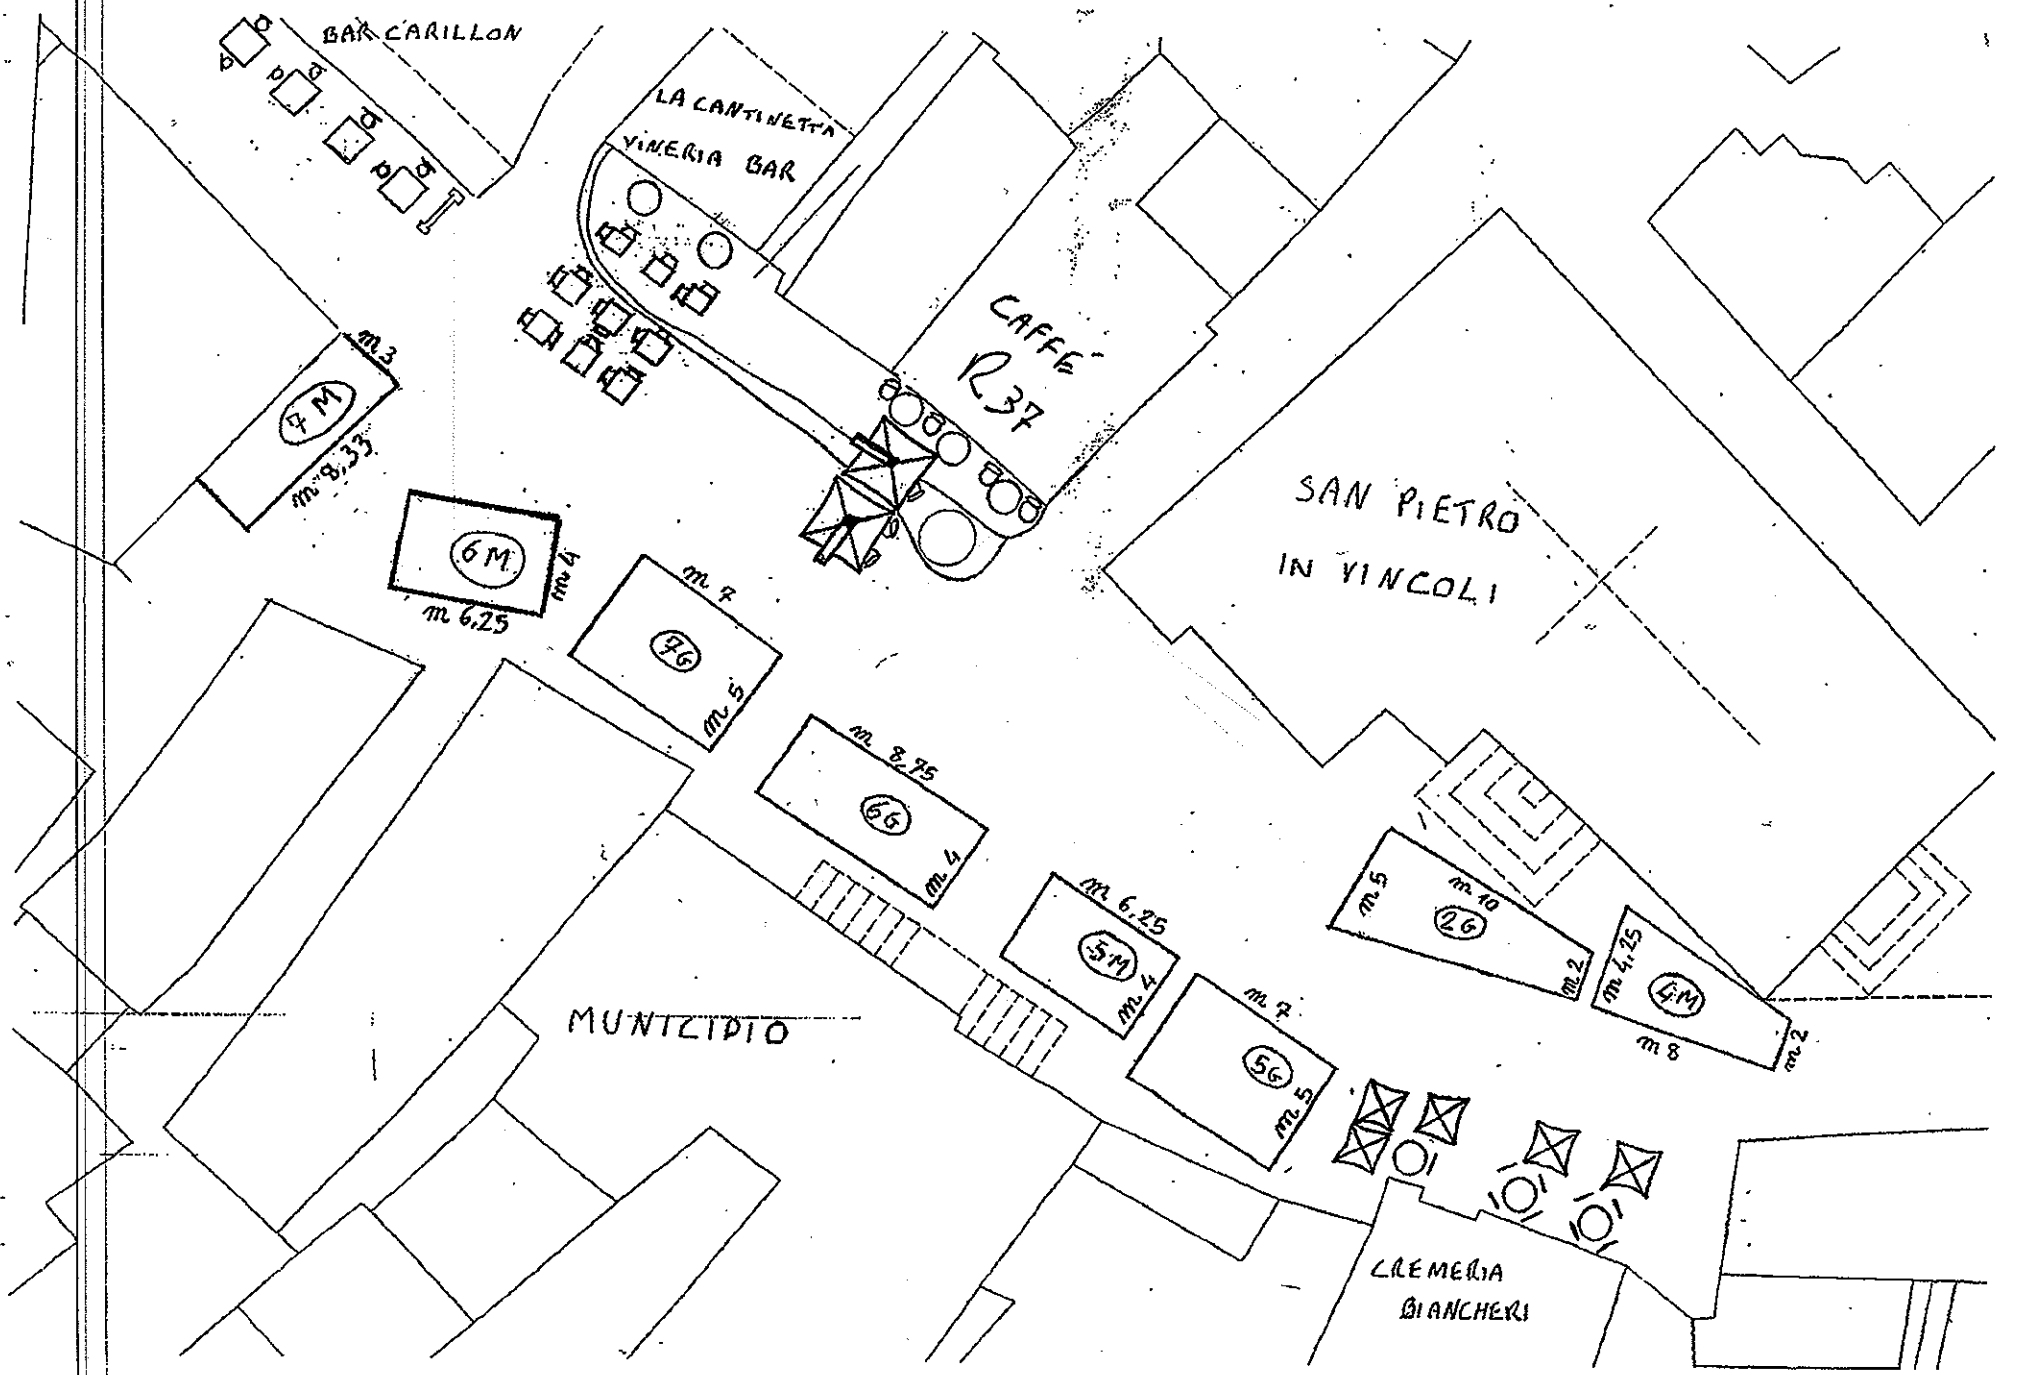 BAR CARILLON
LA CANTINETTA
VINERIA BAR
CAFFÈ
R37
m 3
7 M
m 8,33
6 M
m 4
m 6,25
m 7
7G
m 5
SAN PIETRO
IN VINCOLI
m 8,75
6G
m 4
m 6,25
5M
m 4
m 5
m 10
2G
m 2
m 4,25
4M
m 8
m 2
m 7
5G
m 5
MUNICIPIO
CREMERIA
BIANCHERI